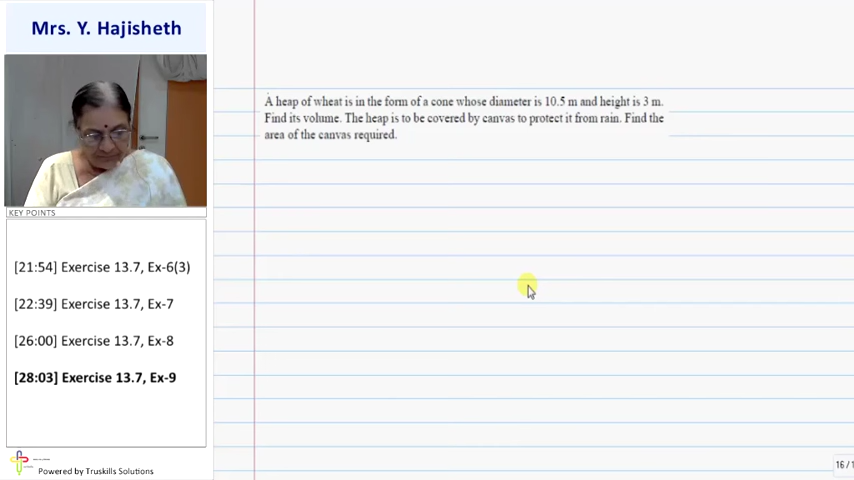 Mrs. Y. Hajisheth
KEY POINTS
[21:54] Exercise 13.7, Ex-6(3)
[22:39] Exercise 13.7, Ex-7
[26:00] Exercise 13.7, Ex-8
[28:03] Exercise 13.7, Ex-9
Powered by Truskills Solutions
A heap of wheat is in the form of a cone whose diameter is 10.5 m and height is 3 m.
Find its volume. The heap is to be covered by canvas to protect it from rain. Find the
area of the canvas required.
16 / 1